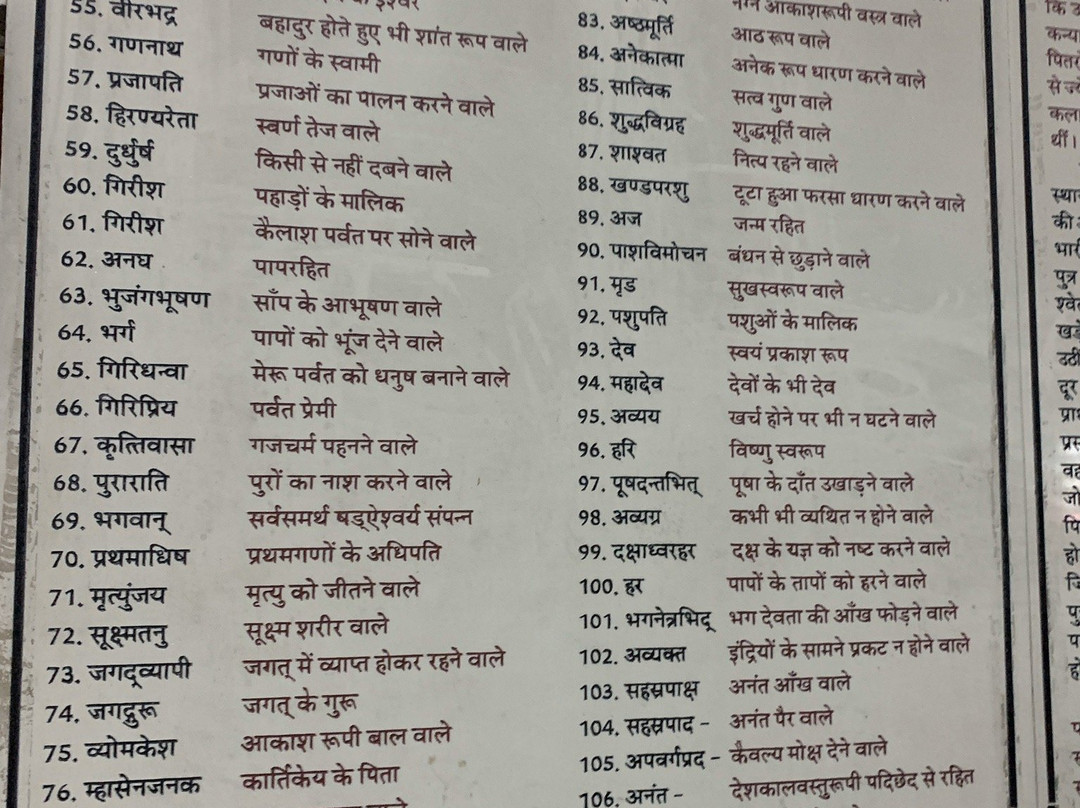 55. वीरभद्र बहादुर होते हुए भी शांत रूप वाले
56. गणनाथ गणों के स्वामी
57. प्रजापति प्रजाओं का पालन करने वाले
58. हिरण्यरेता स्वर्ण तेज वाले
59. दुर्धुर्ष किसी से नहीं दबने वाले
60. गिरीश पहाड़ों के मालिक
61. गिरीश कैलाश पर्वत पर सोने वाले
62. अनघ पापरहित
63. भुजंगभूषण साँप के आभूषण वाले
64. भर्ग पापों को भूंज देने वाले
65. गिरिधन्वा मेरू पर्वत को धनुष बनाने वाले
66. गिरिप्रिय पर्वत प्रेमी
67. कृत्तिवासा गजचर्म पहनने वाले
68. पुराराति पुरों का नाश करने वाले
69. भगवान् सर्वसमर्थ षड्ऐश्वर्य संपन्न
70. प्रथमाधिष प्रथमगणों के अधिपति
71. मृत्युंजय मृत्यु को जीतने वाले
72. सूक्ष्मतनु सूक्ष्म शरीर वाले
73. जगद्व्यापी जगत् में व्याप्त होकर रहने वाले
74. जगद्गुरू जगत् के गुरू
75. व्योमकेश आकाश रूपी बाल वाले
76. म्हासेनजनक कार्तिकेय के पिता
नग्न आकाशरूपी वस्त्र वाले
83. अष्ठमूर्ति आठ रूप वाले
84. अनेकात्मा अनेक रूप धारण करने वाले
85. सात्विक सत्व गुण वाले
86. शुद्धविग्रह शुद्धमूर्ति वाले
87. शाश्वत नित्य रहने वाले
88. खण्डपरशु टूटा हुआ फरसा धारण करने वाले
89. अज जन्म रहित
90. पाशविमोचन बंधन से छुड़ाने वाले
91. मृड सुखस्वरूप वाले
92. पशुपति पशुओं के मालिक
93. देव स्वयं प्रकाश रूप
94. महादेव देवों के भी देव
95. अव्यय खर्च होने पर भी न घटने वाले
96. हरि विष्णु स्वरूप
97. पूषदन्तभित् पूषा के दाँत उखाड़ने वाले
98. अव्यग्र कभी भी व्यथित न होने वाले
99. दक्षाध्वरहर दक्ष के यज्ञ को नष्ट करने वाले
100. हर पापों के तापों को हरने वाले
101. भगनेत्रभिद् भग देवता की आँख फोड़ने वाले
102. अव्यक्त इंद्रियों के सामने प्रकट न होने वाले
103. सहस्रपाक्ष अनंत आँख वाले
104. सहस्रपाद - अनंत पैर वाले
105. अपवर्गप्रद - कैवल्य मोक्ष देने वाले
106. अनंत - देशकालवस्तुरूपी पदिछेद से रहित